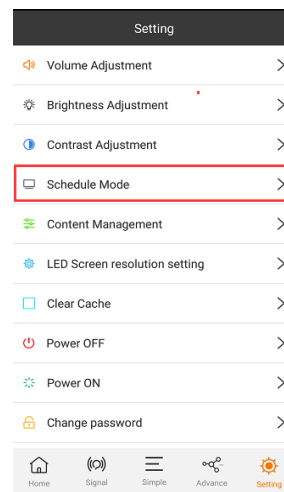 Setting
Volume Adjustment
Brightness Adjustment
Contrast Adjustment
Schedule Mode
Content Management
LED Screen resolution setting
Clear Cache
Power OFF
Power ON
Change password
Home Signal Simple Advance Setting